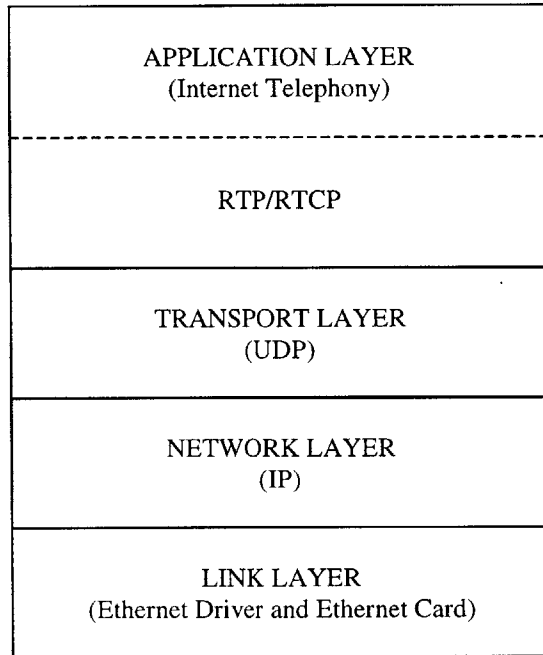 APPLICATION LAYER
(Internet Telephony)
RTP/RTCP
TRANSPORT LAYER
(UDP)
NETWORK LAYER
(IP)
LINK LAYER
(Ethernet Driver and Ethernet Card)